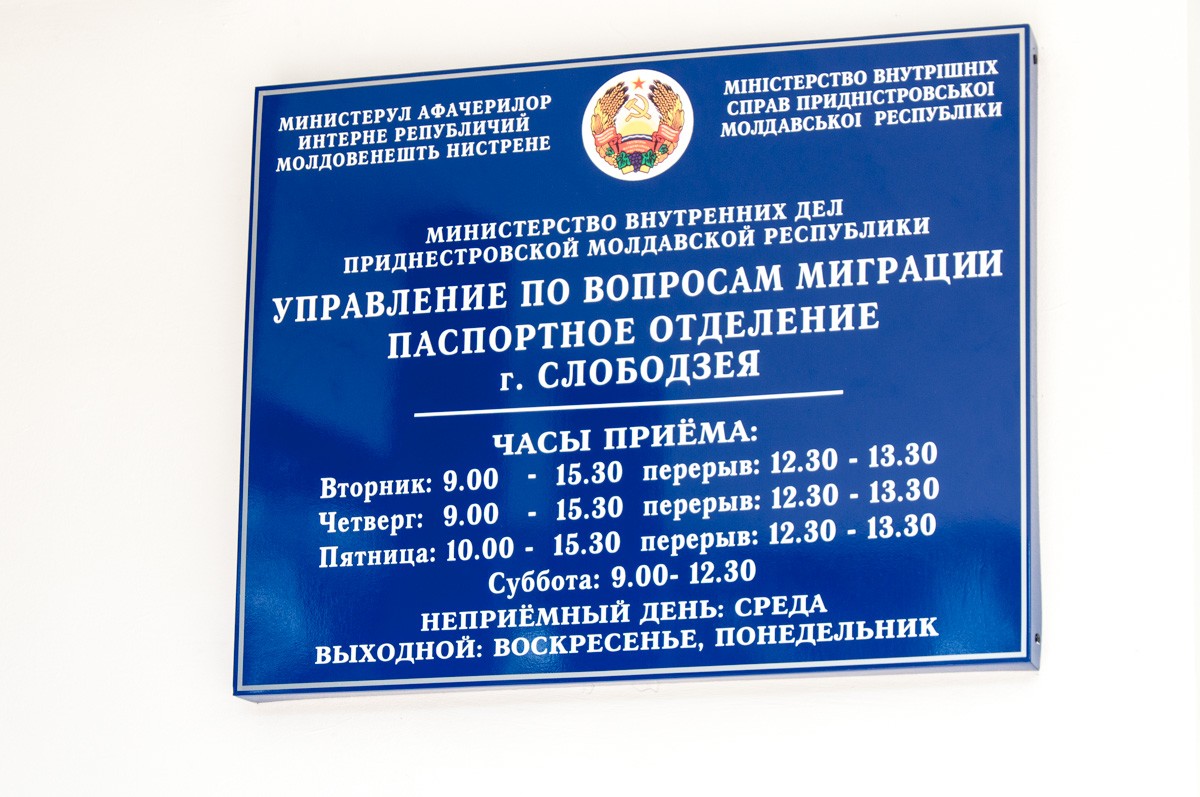 МИНИСТЕРУЛ АФАЧЕРИЛОР
ИНТЕРНЕ РЕПУБЛИЧИЙ
МОЛДОВЕНЕШТЬ НИСТРЕНЕ
МІНІСТЕРСТВО ВНУТРІШНІХ
СПРАВ ПРИДНІСТРОВСЬКОЇ
МОЛДАВСЬКОІ РЕСПУБЛІКИ
МИНИСТЕРСТВО ВНУТРЕННИХ ДЕЛ
ПРИДНЕСТРОВСКОЙ МОЛДАВСКОЙ РЕСПУБЛИКИ
УПРАВЛЕНИЕ ПО ВОПРОСАМ МИГРАЦИИ
ПАСПОРТНОЕ ОТДЕЛЕНИЕ
г. СЛОБОДЗЕЯ
ЧАСЫ ПРИЁМА:
Вторник: 9.00 - 15.30 перерыв: 12.30 - 13.30
Четверг: 9.00 - 15.30 перерыв: 12.30 - 13.30
Пятница: 10.00 - 15.30 перерыв: 12.30 - 13.30
Суббота: 9.00- 12.30
НЕПРИЁМНЫЙ ДЕНЬ: СРЕДА
ВЫХОДНОЙ: ВОСКРЕСЕНЬЕ, ПОНЕДЕЛЬНИК